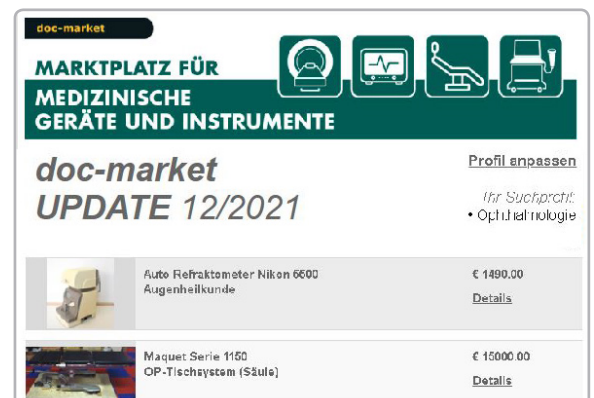 doc-market
MARKTPLATZ FÜR
MEDIZINISCHE
GERÄTE UND INSTRUMENTE
doc-market
UPDATE 12/2021
Profil anpassen
Ihr Suchprofil:
• Ophthalmologie
Auto Refraktometer Nikon 6500
Augenheilkunde
€ 1490.00
Details
Maquet Serie 1150
OP-Tischsystem (Säule)
€ 15000.00
Details